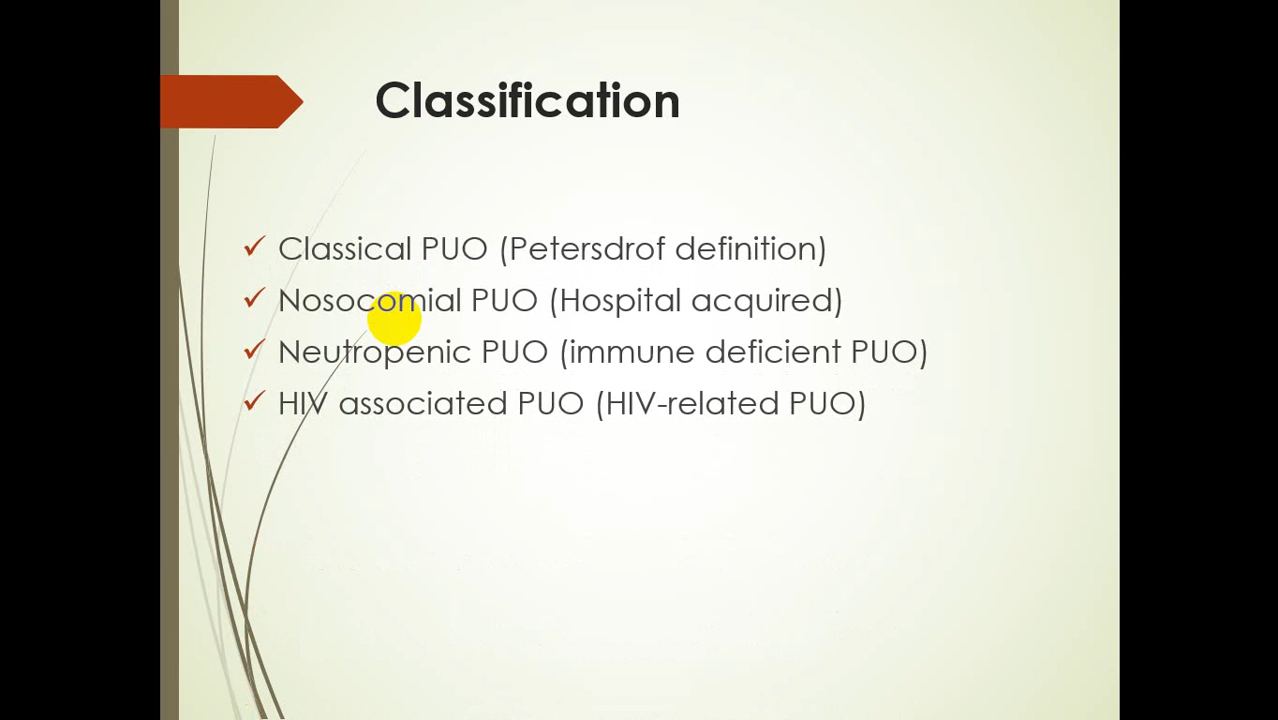 Classification
Classical PUO (Petersdrof definition)
Nosocomial PUO (Hospital acquired)
Neutropenic PUO (immune deficient PUO)
HIV associated PUO (HIV-related PUO)